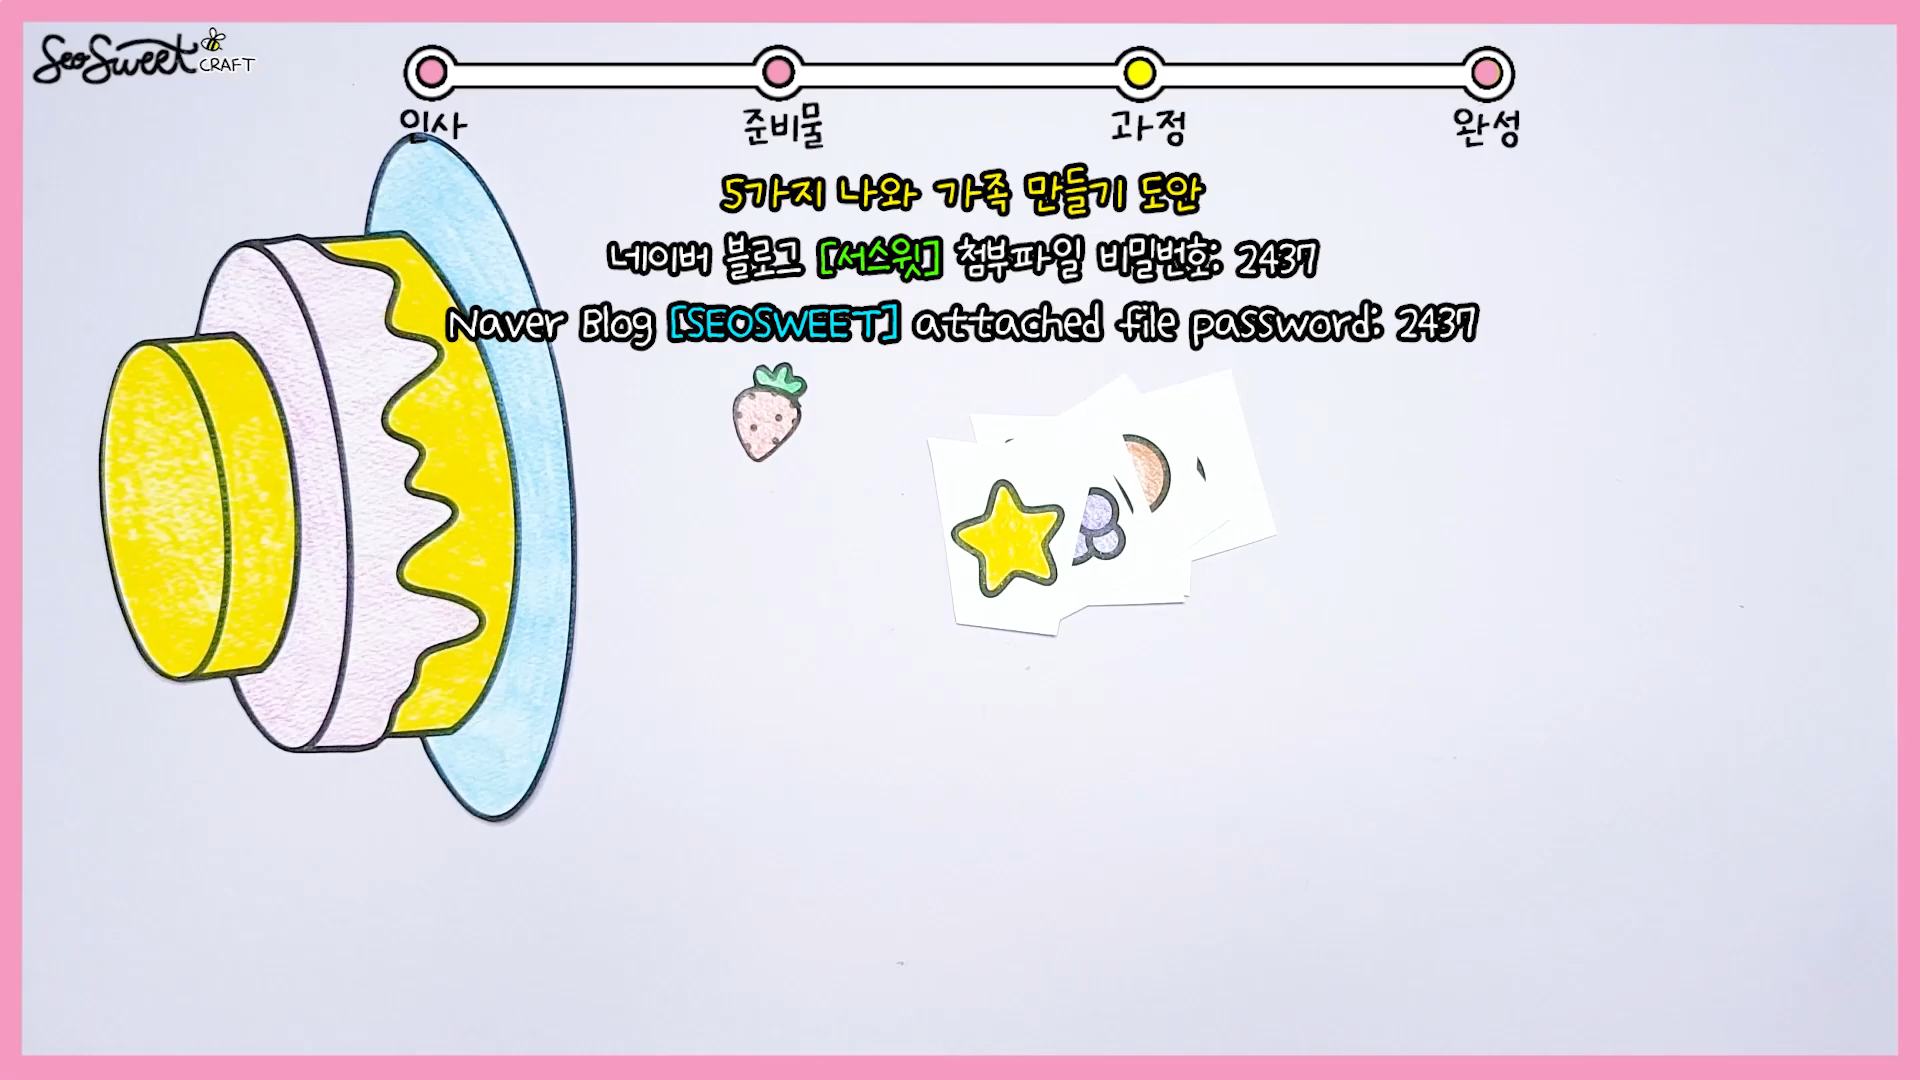 SeoSweet CRAFT
인사 준비물 과정 완성
5가지 나와 가족 만들기 도안
네이버 블로그 [서스윗] 첨부파일 비밀번호: 2437
Naver Blog [SEOSWEET] attached file password: 2437